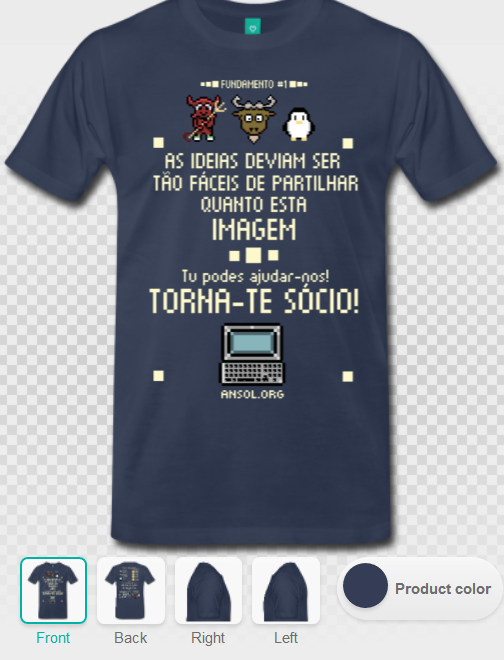 FUNDAMENTO #1
AS IDEIAS DEVIAM SER
TÃO FÁCEIS DE PARTILHAR
QUANTO ESTA
IMAGEM
Tu podes ajudar-nos!
TORNA-TE SÓCIO!
ANSOL.ORG
Front
Back
Right
Left
Product color